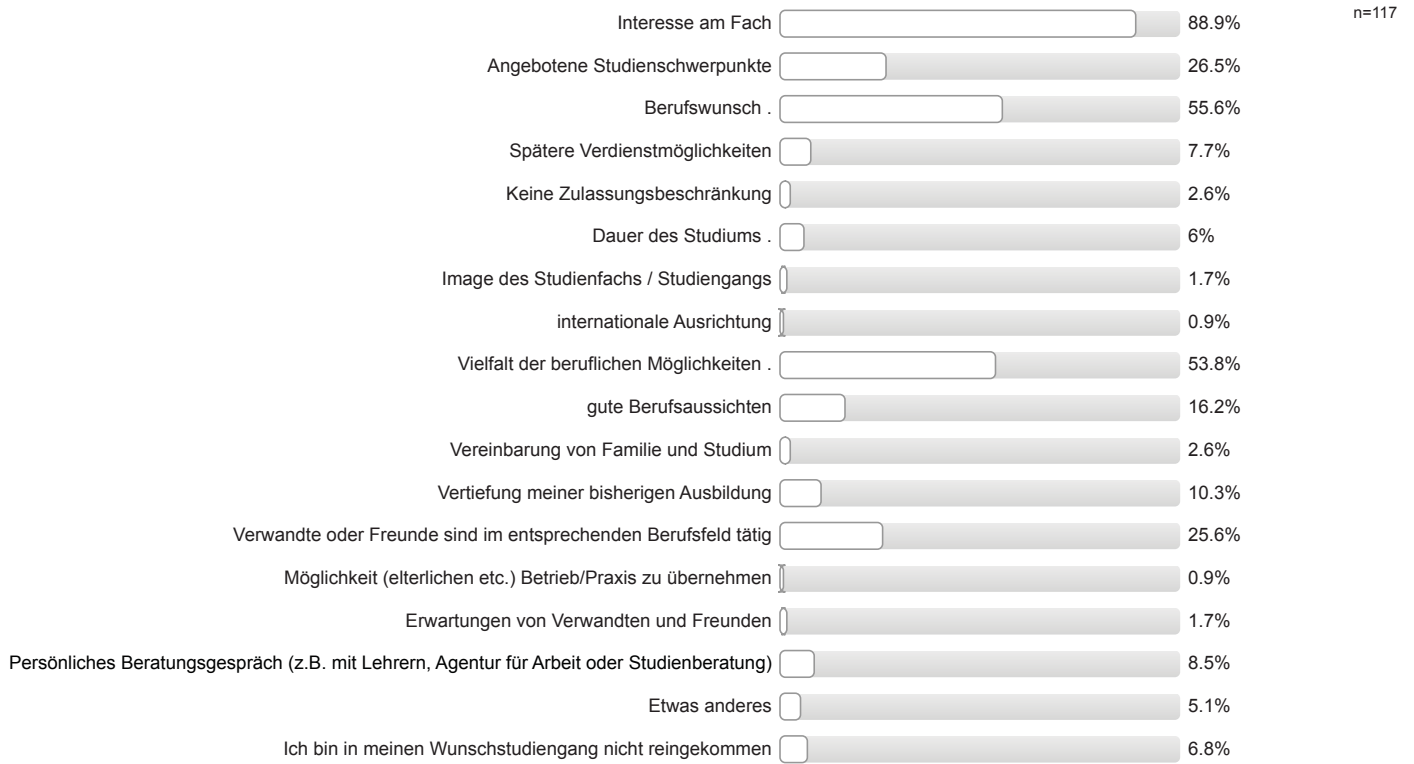 Interesse am Fach 88.9% n=117
Angebotene Studienschwerpunkte 26.5%
Berufswunsch . 55.6%
Spätere Verdienstmöglichkeiten 7.7%
Keine Zulassungsbeschränkung 2.6%
Dauer des Studiums . 6%
Image des Studienfachs / Studiengangs 1.7%
internationale Ausrichtung 0.9%
Vielfalt der beruflichen Möglichkeiten . 53.8%
gute Berufsaussichten 16.2%
Vereinbarung von Familie und Studium 2.6%
Vertiefung meiner bisherigen Ausbildung 10.3%
Verwandte oder Freunde sind im entsprechenden Berufsfeld tätig 25.6%
Möglichkeit (elterlichen etc.) Betrieb/Praxis zu übernehmen 0.9%
Erwartungen von Verwandten und Freunden 1.7%
Persönliches Beratungsgespräch (z.B. mit Lehrern, Agentur für Arbeit oder Studienberatung) 8.5%
Etwas anderes 5.1%
Ich bin in meinen Wunschstudiengang nicht reingekommen 6.8%